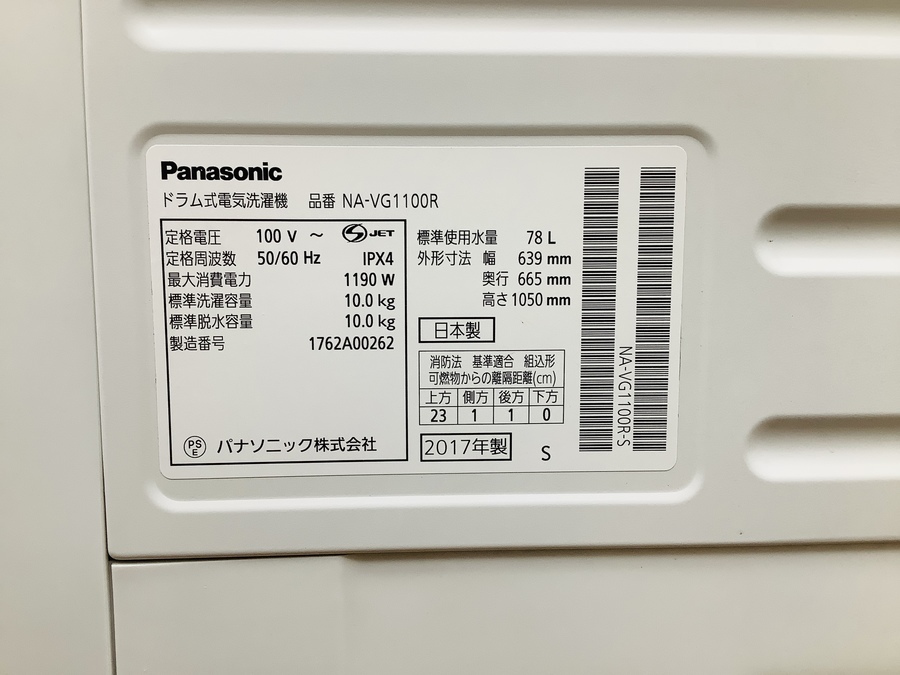 Panasonic
ドラム式電気洗濯機 品番 NA-VG1100R
定格電圧 100 V ～ JET
定格周波数 50/60 Hz IPX4
最大消費電力 1190 W
標準洗濯容量 10.0 kg
標準脱水容量 10.0 kg
製造番号 1762A00262
PS
E
パナソニック株式会社
標準使用水量 78 L
外形寸法 幅 639 mm
奥行 665 mm
高さ 1050 mm
日本製
消防法 基準適合 組込形
可燃物からの離隔距離(cm)
上方 側方 後方 下方
23 1 1 0
2017年製 S
NA-VG1100R-S